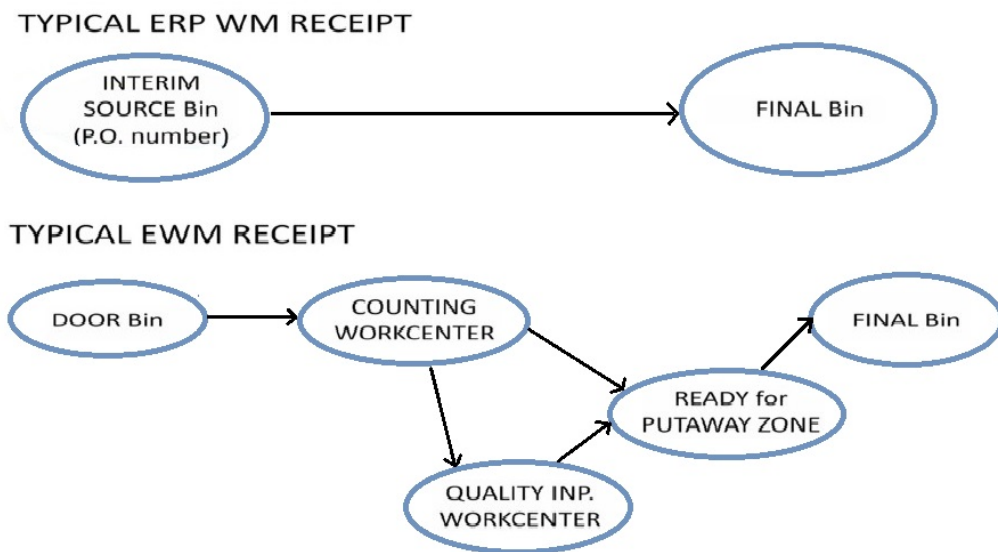 TYPICAL ERP WM RECEIPT
INTERIM
SOURCE Bin
(P.O. number)
FINAL Bin
TYPICAL EWM RECEIPT
DOOR Bin
COUNTING
WORKCENTER
FINAL Bin
READY for
PUTAWAY ZONE
QUALITY INP.
WORKCENTER